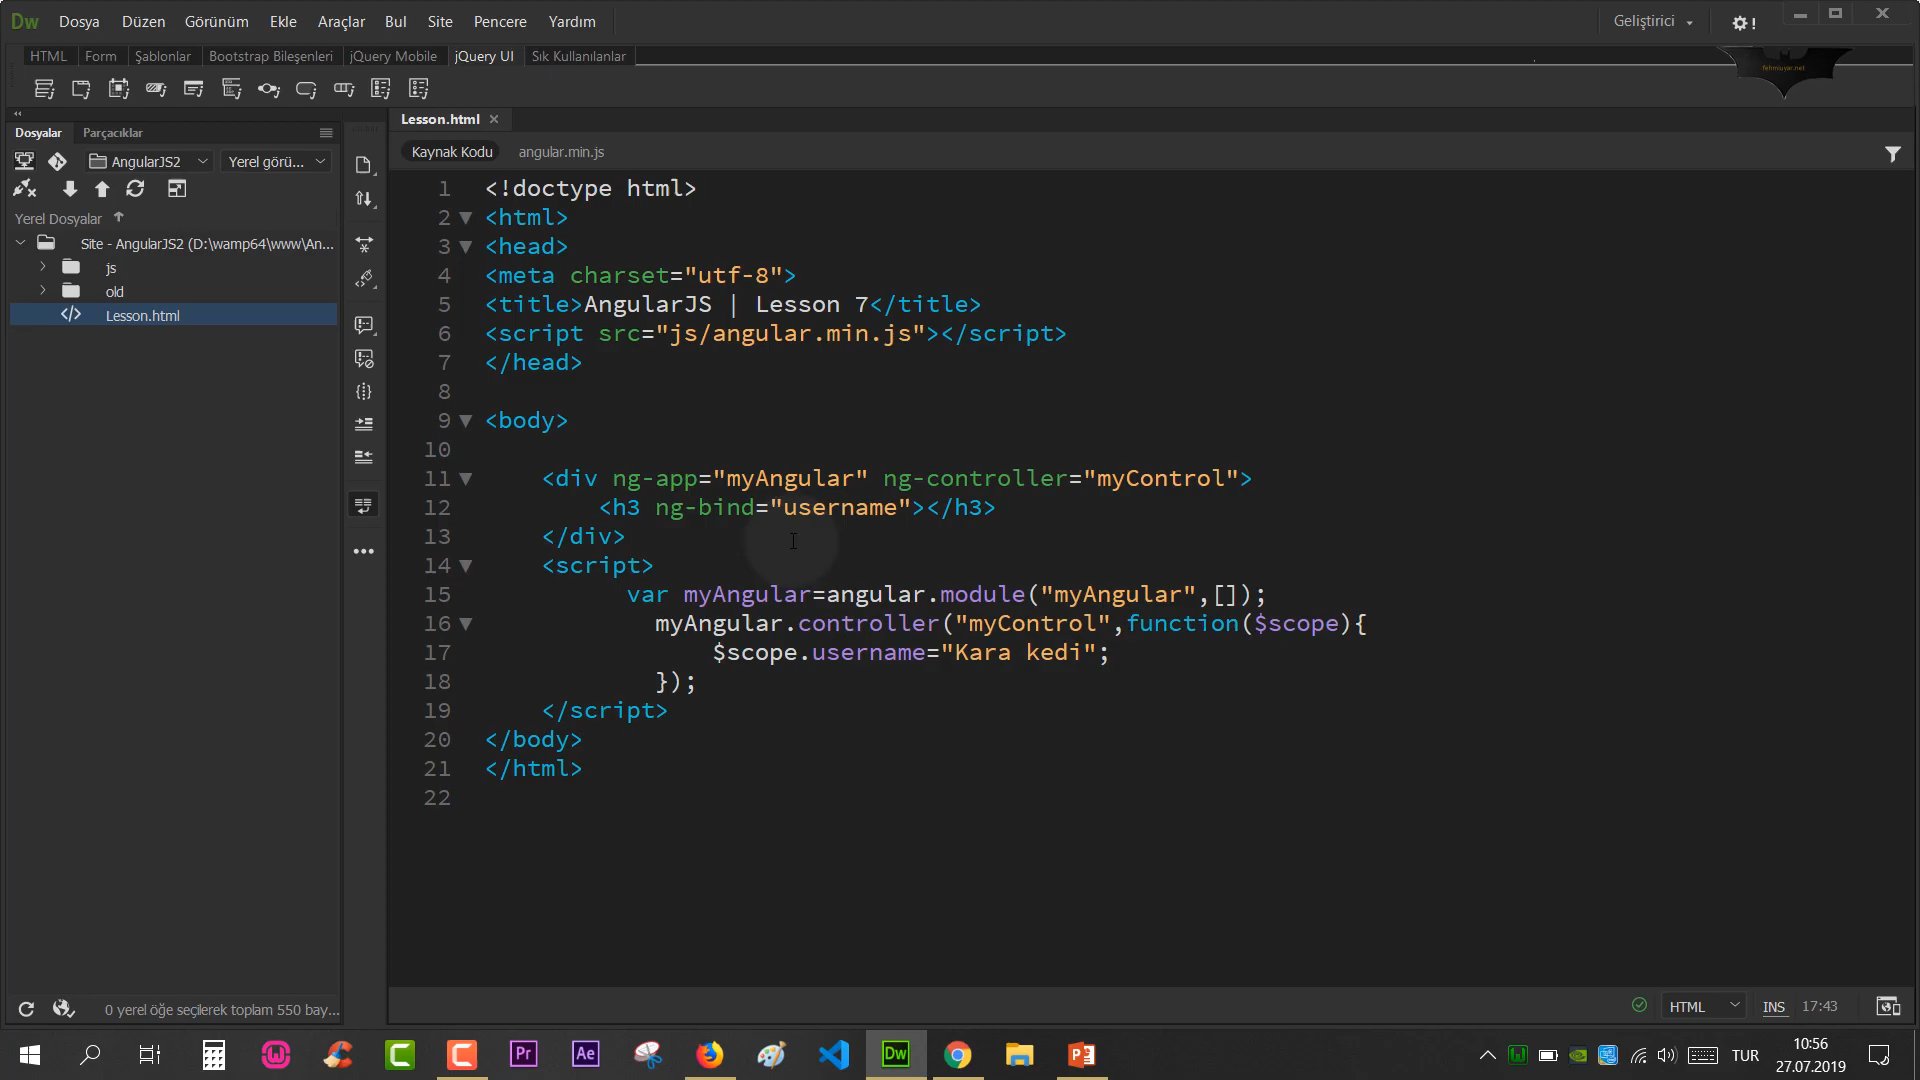 Dw Dosya Düzen Görünüm Ekle Araçlar Bul Site Pencere Yardım Geliştirici
HTML Form Şablonlar Bootstrap Bileşenleri jQuery Mobile jQuery UI Sık Kullanılanlar
fehmiuyar.net
Dosyalar Parçacıklar
AngularJS2 Yerel görü...
Yerel Dosyalar
Site - AngularJS2 (D:\wamp64\www\An...
js
old
Lesson.html
0 yerel öğe seçilerek toplam 550 bay...
Lesson.html
Kaynak Kodu angular.min.js
1 <!doctype html>
2 <html>
3 <head>
4 <meta charset="utf-8">
5 <title>AngularJS | Lesson 7</title>
6 <script src="js/angular.min.js"></script>
7 </head>
8
9 <body>
10
11 <div ng-app="myAngular" ng-controller="myControl">
12 <h3 ng-bind="username"></h3>
13 </div>
14 <script>
15 var myAngular=angular.module("myAngular",[]);
16 myAngular.controller("myControl",function($scope){
17 $scope.username="Kara kedi";
18 });
19 </script>
20 </body>
21 </html>
22
HTML INS 17:43
Pr Ae Dw
TUR
10:56
27.07.2019